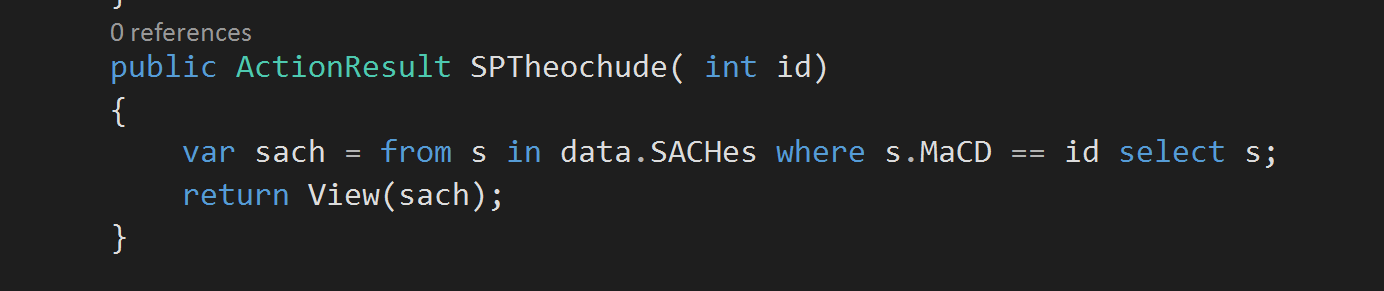 }
0 references
public ActionResult SPTheochude( int id)
{
var sach = from s in data.SACHes where s.MaCD == id select s;
return View(sach);
}